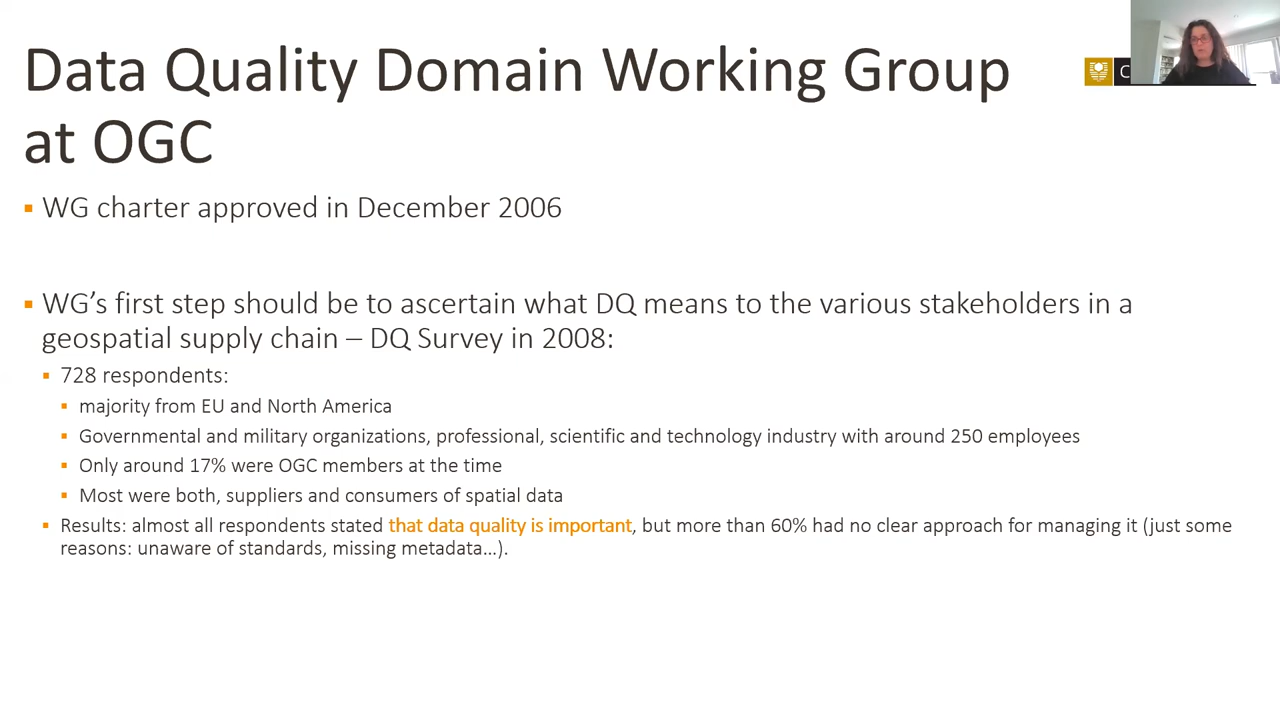 Data Quality Domain Working Group
at OGC
▪ WG charter approved in December 2006
▪ WG’s first step should be to ascertain what DQ means to the various stakeholders in a
geospatial supply chain – DQ Survey in 2008:
▪ 728 respondents:
▪ majority from EU and North America
▪ Governmental and military organizations, professional, scientific and technology industry with around 250 employees
▪ Only around 17% were OGC members at the time
▪ Most were both, suppliers and consumers of spatial data
▪ Results: almost all respondents stated that data quality is important, but more than 60% had no clear approach for managing it (just some
reasons: unaware of standards, missing metadata…).